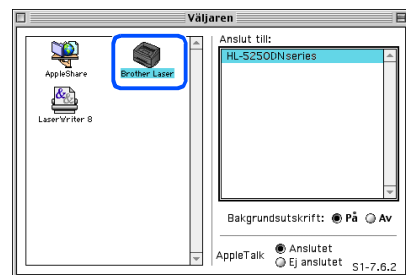 Väljaren
AppleShare
Brother Laser
LaserWriter 8
Anslut till:
HL-5250DNseries
Bakgrundsutskrift: På Av
AppleTalk
Anslutet
Ej anslutet
S1-7.6.2